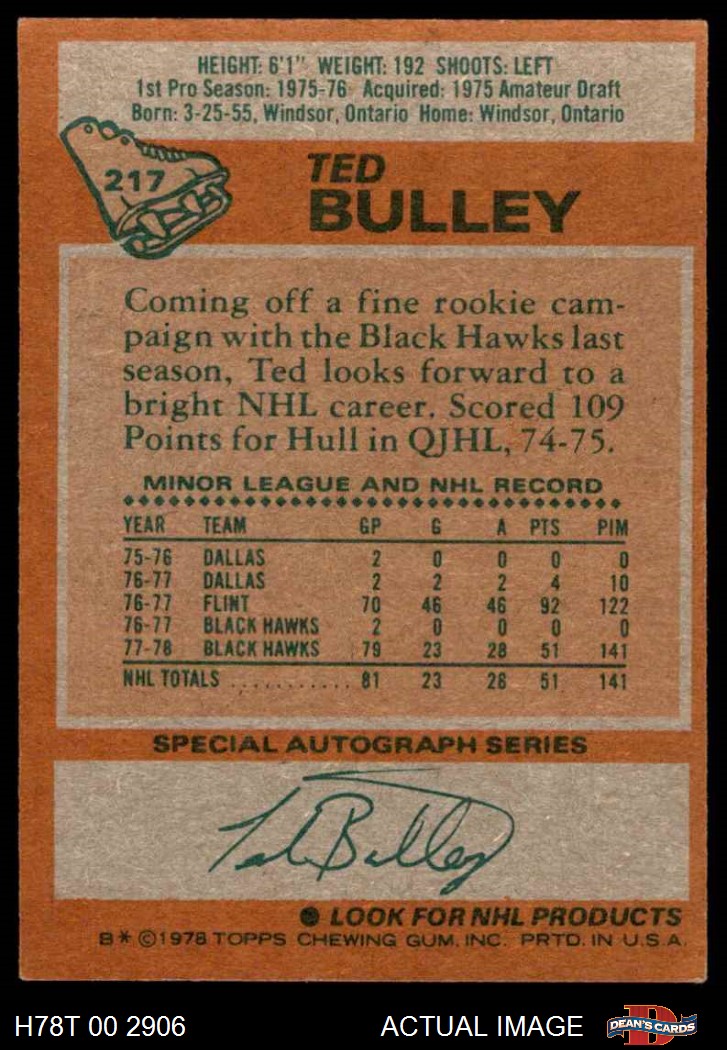 HEIGHT: 6'1" WEIGHT: 192 SHOOTS: LEFT
1st Pro Season: 1975-76 Acquired: 1975 Amateur Draft
Born: 3-25-55, Windsor, Ontario Home: Windsor, Ontario
217
TED
BULLEY
Coming off a fine rookie cam-
paign with the Black Hawks last
season, Ted looks forward to a
bright NHL career. Scored 109
Points for Hull in QJHL, 74-75.
MINOR LEAGUE AND NHL RECORD
YEAR TEAM GP G A PTS PIM
75-76 DALLAS 2 0 0 0 0
76-77 DALLAS 2 2 2 4 10
76-77 FLINT 70 46 46 92 122
76-77 BLACK HAWKS 2 0 0 0 0
77-78 BLACK HAWKS 79 23 28 51 141
NHL TOTALS ........... 81 23 28 51 141
SPECIAL AUTOGRAPH SERIES
Ted Bulley
LOOK FOR NHL PRODUCTS
B* ©1978 TOPPS CHEWING GUM, INC. PRTD. IN U.S.A.
H78T 00 2906 ACTUAL IMAGE DEAN'S CARDS